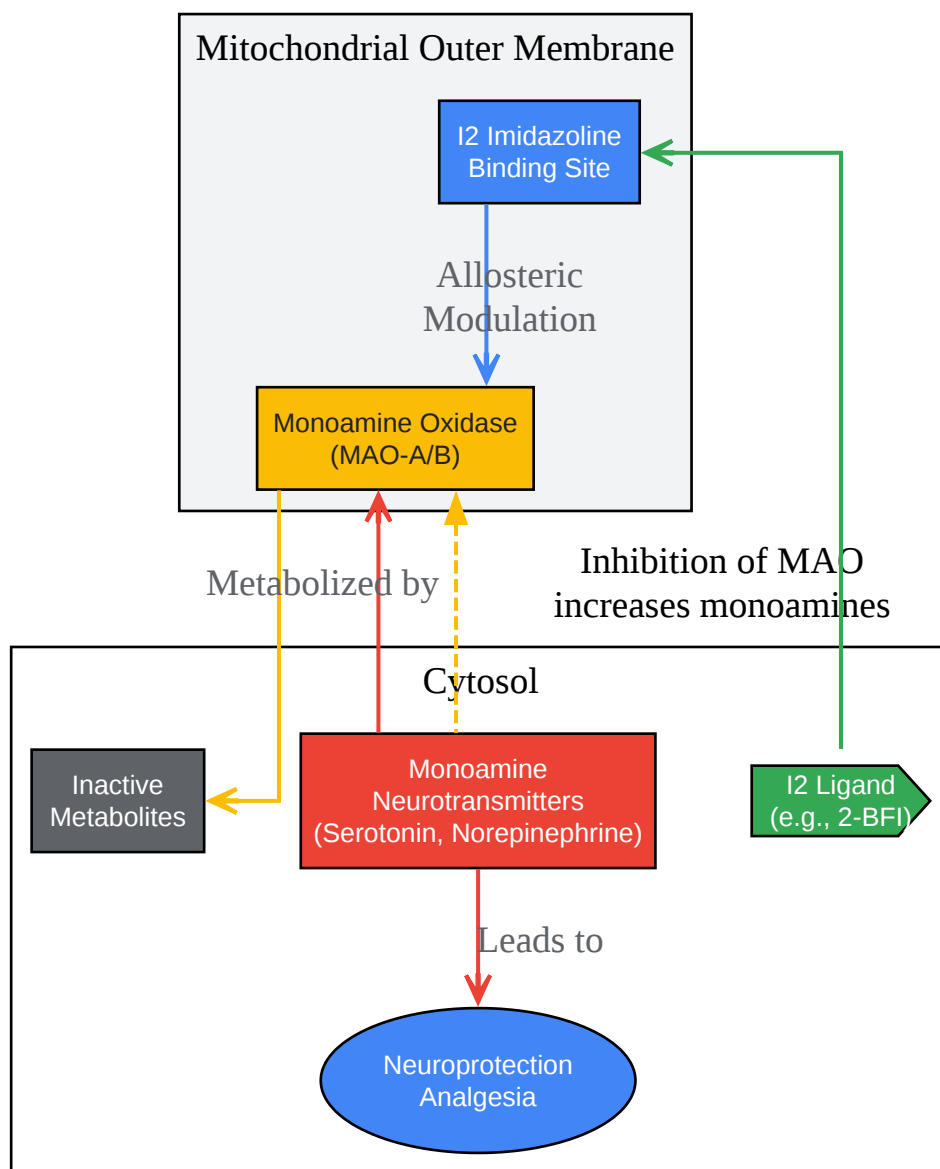 Mitochondrial Outer Membrane
I2 Imidazoline
Binding Site
Allosteric
Modulation
Monoamine Oxidase
(MAO-A/B)
Metabolized by
Inhibition of MAO
increases monoamines
Cytosol
Inactive
Metabolites
Monoamine
Neurotransmitters
(Serotonin, Norepinephrine)
I2 Ligand
(e.g., 2-BFI)
Leads to
Neuroprotection
Analgesia